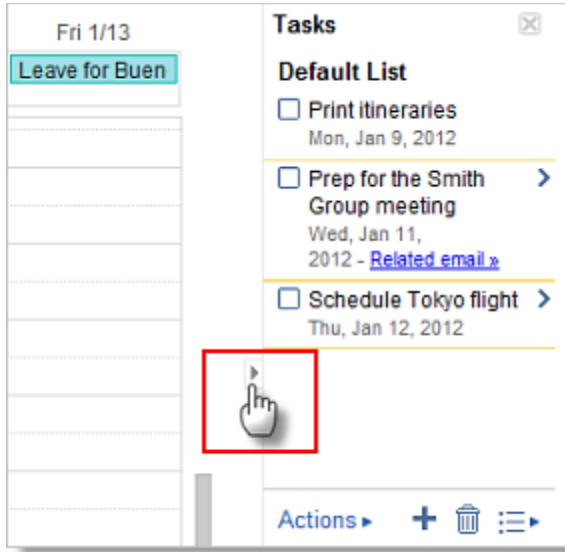 Fri 1/13
Leave for Buen
Tasks
Default List
Print itineraries
Mon, Jan 9, 2012
Prep for the Smith
Group meeting
Wed, Jan 11,
2012 - Related email »
Schedule Tokyo flight
Thu, Jan 12, 2012
Actions